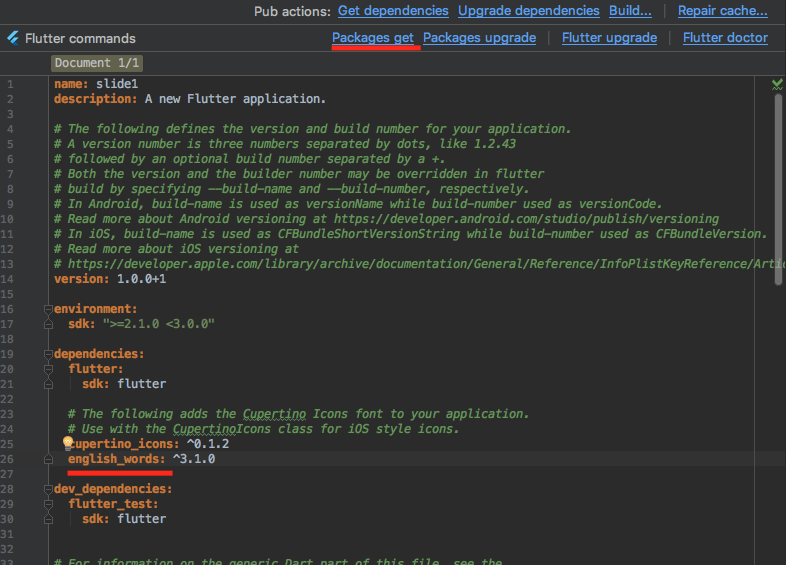 Pub actions: Get dependencies Upgrade dependencies Build... Repair cache...
Flutter commands Packages get Packages upgrade Flutter upgrade Flutter doctor
Document 1/1
1 name: slide1
2 description: A new Flutter application.
3
4 # The following defines the version and build number for your application.
5 # A version number is three numbers separated by dots, like 1.2.43
6 # followed by an optional build number separated by a +.
7 # Both the version and the builder number may be overridden in flutter
8 # build by specifying --build-name and --build-number, respectively.
9 # In Android, build-name is used as versionName while build-number used as versionCode.
10 # Read more about Android versioning at https://developer.android.com/studio/publish/versioning
11 # In iOS, build-name is used as CFBundleShortVersionString while build-number used as CFBundleVersion.
12 # Read more about iOS versioning at
13 # https://developer.apple.com/library/archive/documentation/General/Reference/InfoPlistKeyReference/Artic
14 version: 1.0.0+1
15
16 environment:
17 sdk: ">=2.1.0 <3.0.0"
18
19 dependencies:
20 flutter:
21 sdk: flutter
22
23 # The following adds the Cupertino Icons font to your application.
24 # Use with the CupertinoIcons class for iOS style icons.
25 cupertino_icons: ^0.1.2
26 english_words: ^3.1.0
27
28 dev_dependencies:
29 flutter_test:
30 sdk: flutter
31
32
33 # For information on the generic Dart part of this file, see the